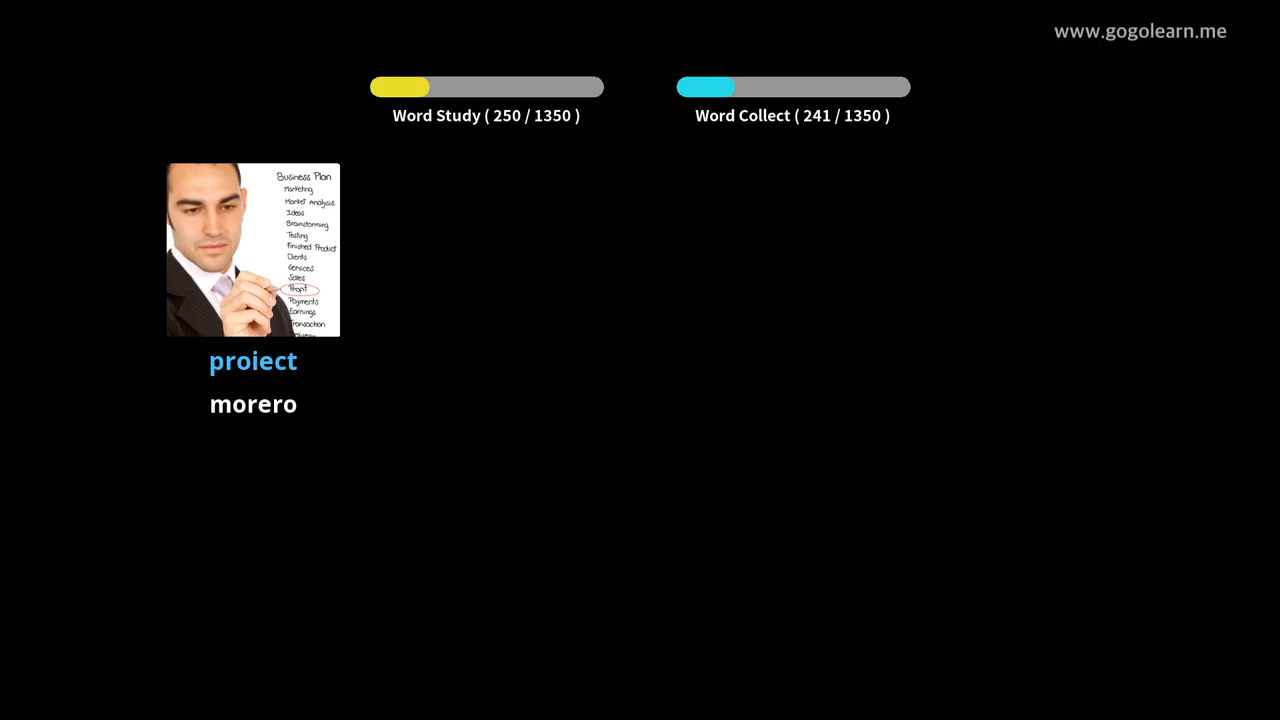 www.gogolearn.me
Word Study ( 250 / 1350 )
Word Collect ( 241 / 1350 )
Business Plan
Marketing
Market Analysis
Ideas
Brainstorming
Testing
Finished Product
Clients
Services
Sales
Profit
Payments
Earnings
Transaction
proiect
morero